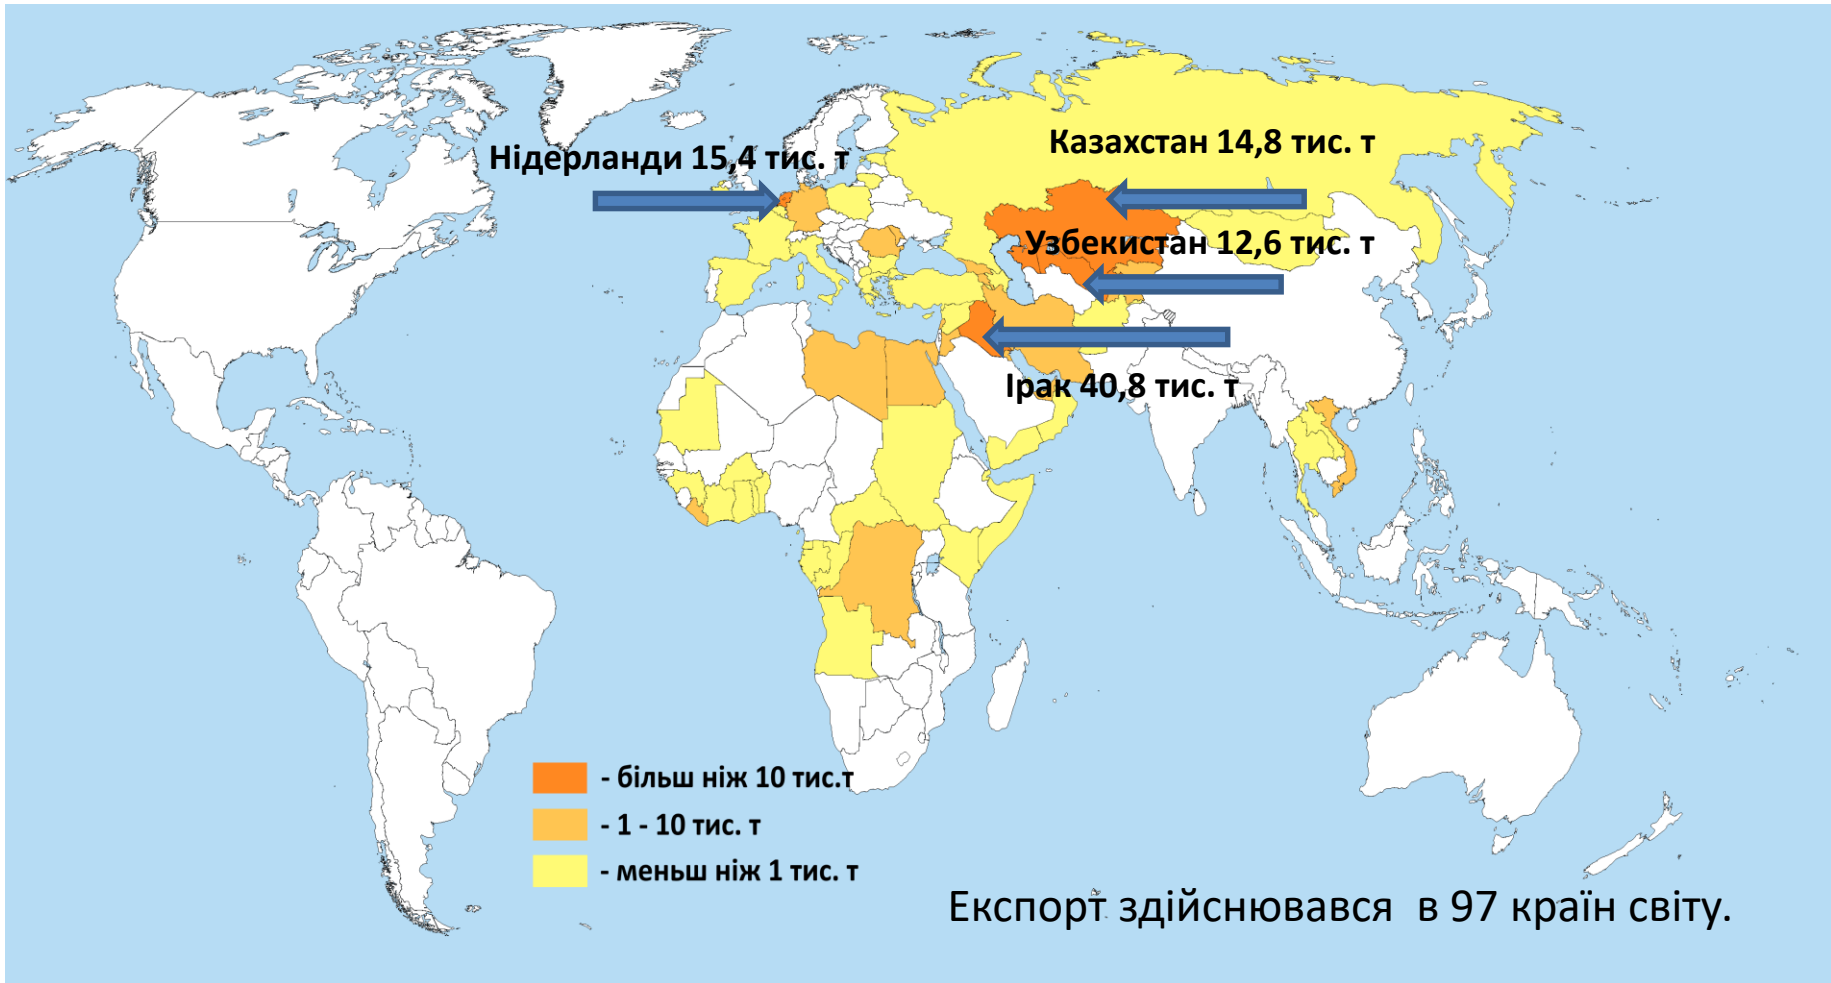 Нідерланди 15,4 тис. т
Казахстан 14,8 тис. т
Узбекистан 12,6 тис. т
Ірак 40,8 тис. т
- більш ніж 10 тис.т
- 1 - 10 тис. т
- меньш ніж 1 тис. т
Експорт здійснювався в 97 країн світу.